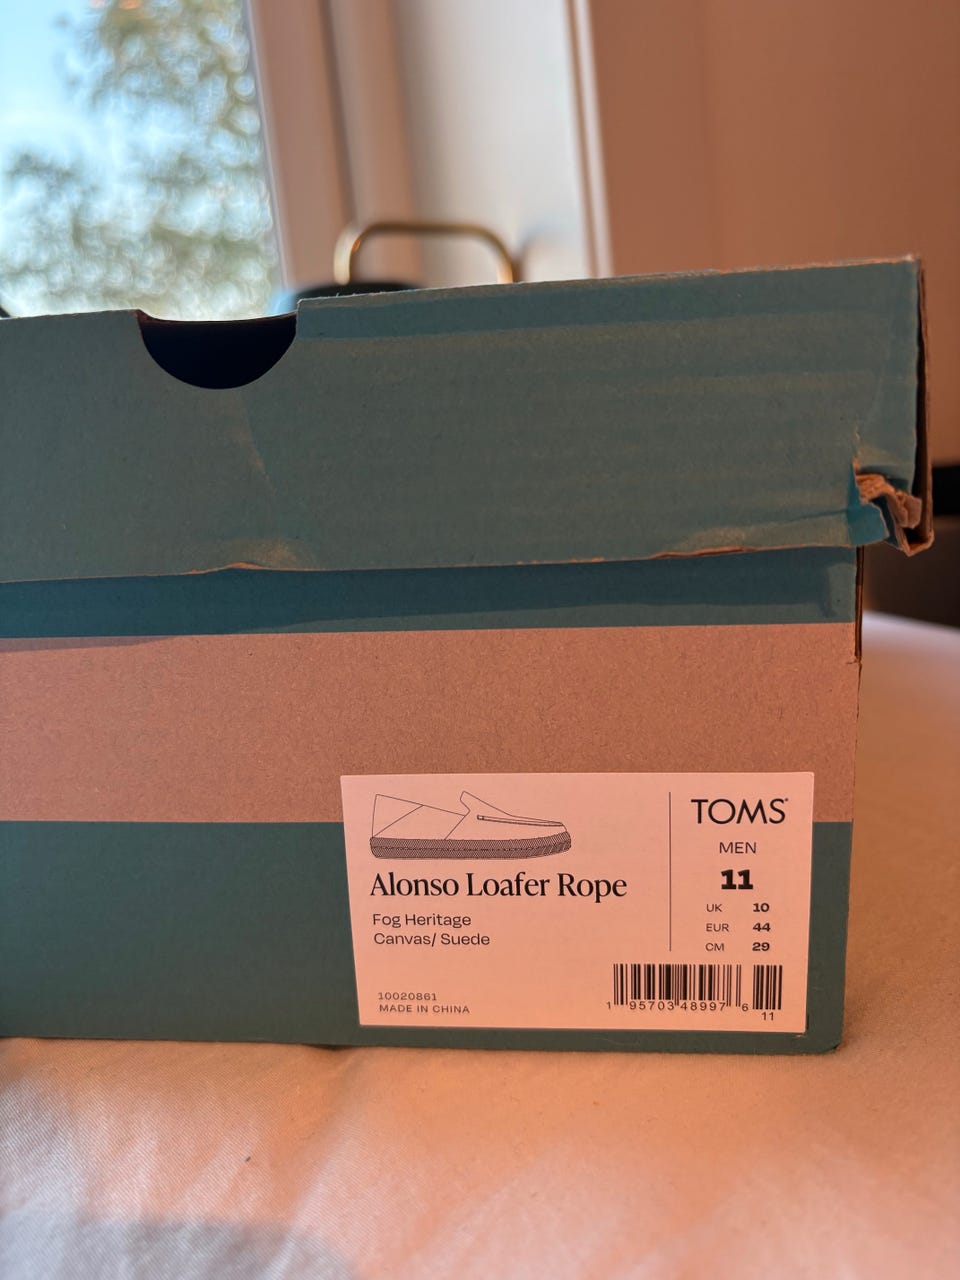 Alonso Loafer Rope
Fog Heritage
Canvas/ Suede
10020861
MADE IN CHINA
TOMS®
MEN
11
UK 10
EUR 44
CM 29
1 95703 48997 6
11